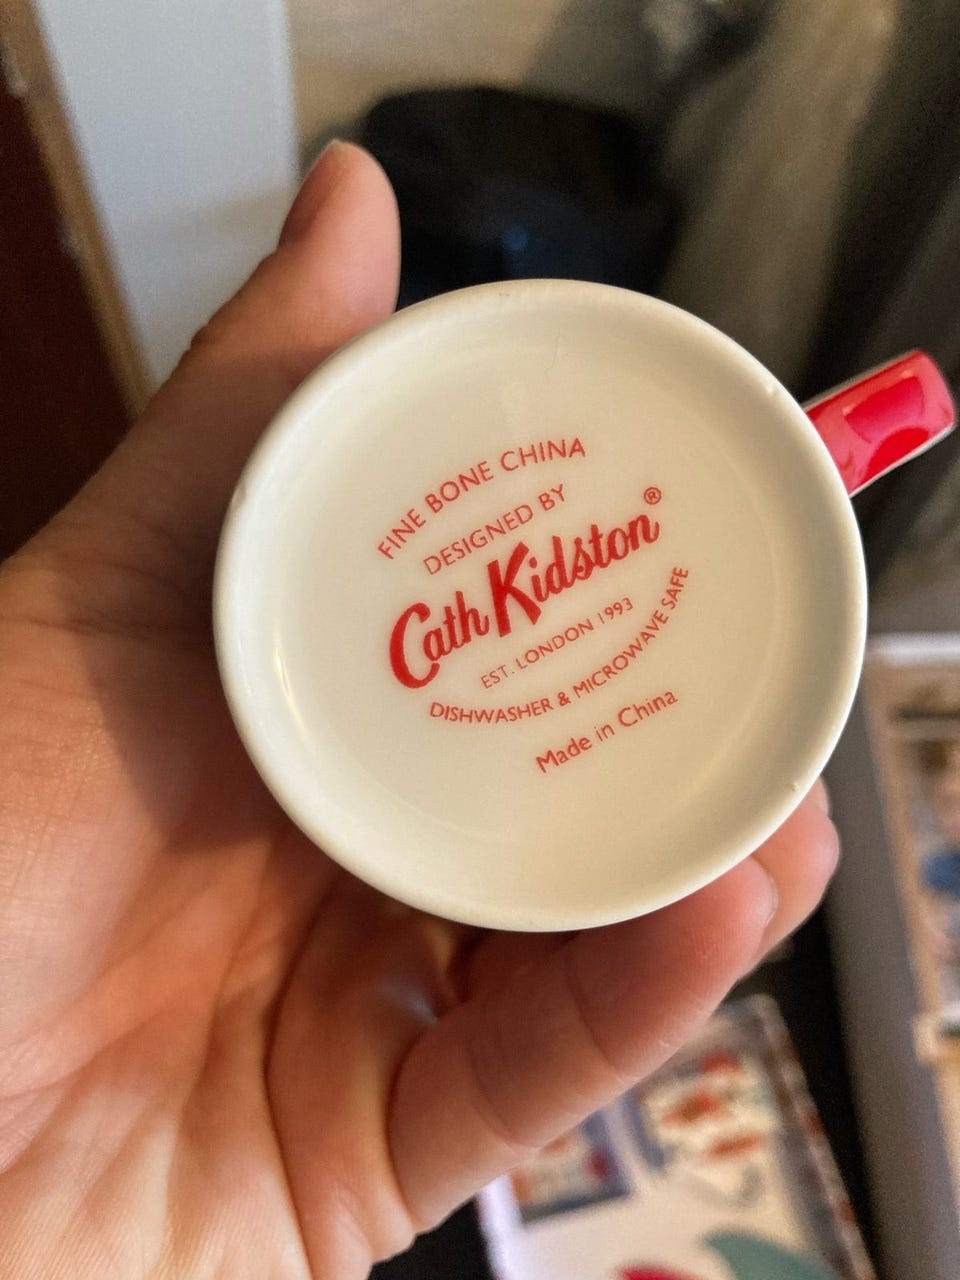 FINE BONE CHINA
DESIGNED BY
Cath Kidston®
EST. LONDON 1993
DISHWASHER & MICROWAVE SAFE
Made in China